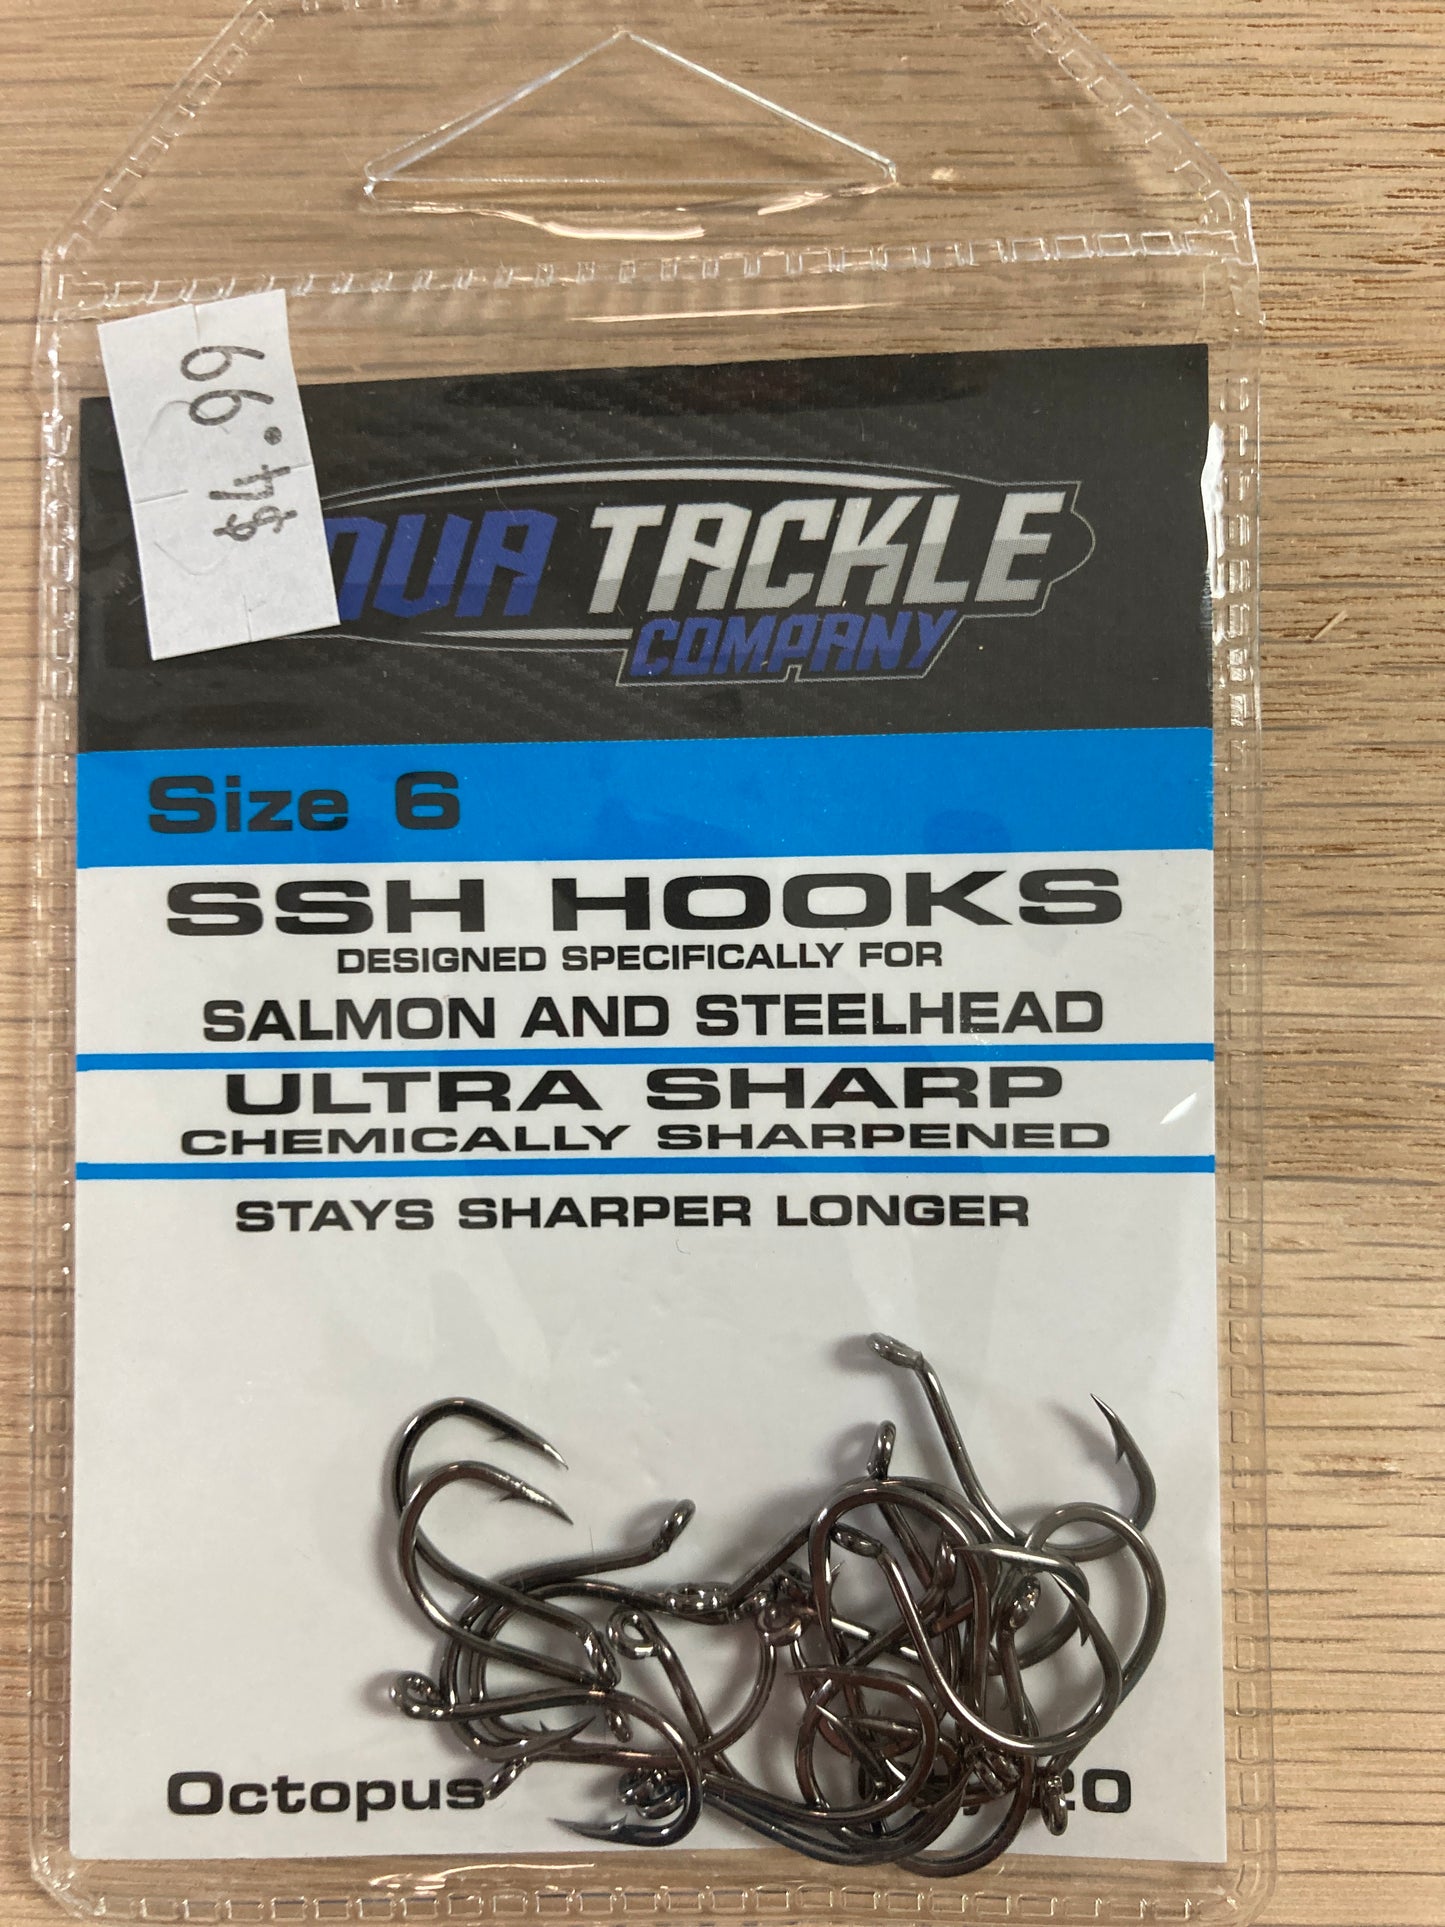 $4.99
TACKLE
COMPANY
Size 6
SSH HOOKS
DESIGNED SPECIFICALLY FOR
SALMON AND STEELHEAD
ULTRA SHARP
CHEMICALLY SHARPENED
STAYS SHARPER LONGER
Octopus